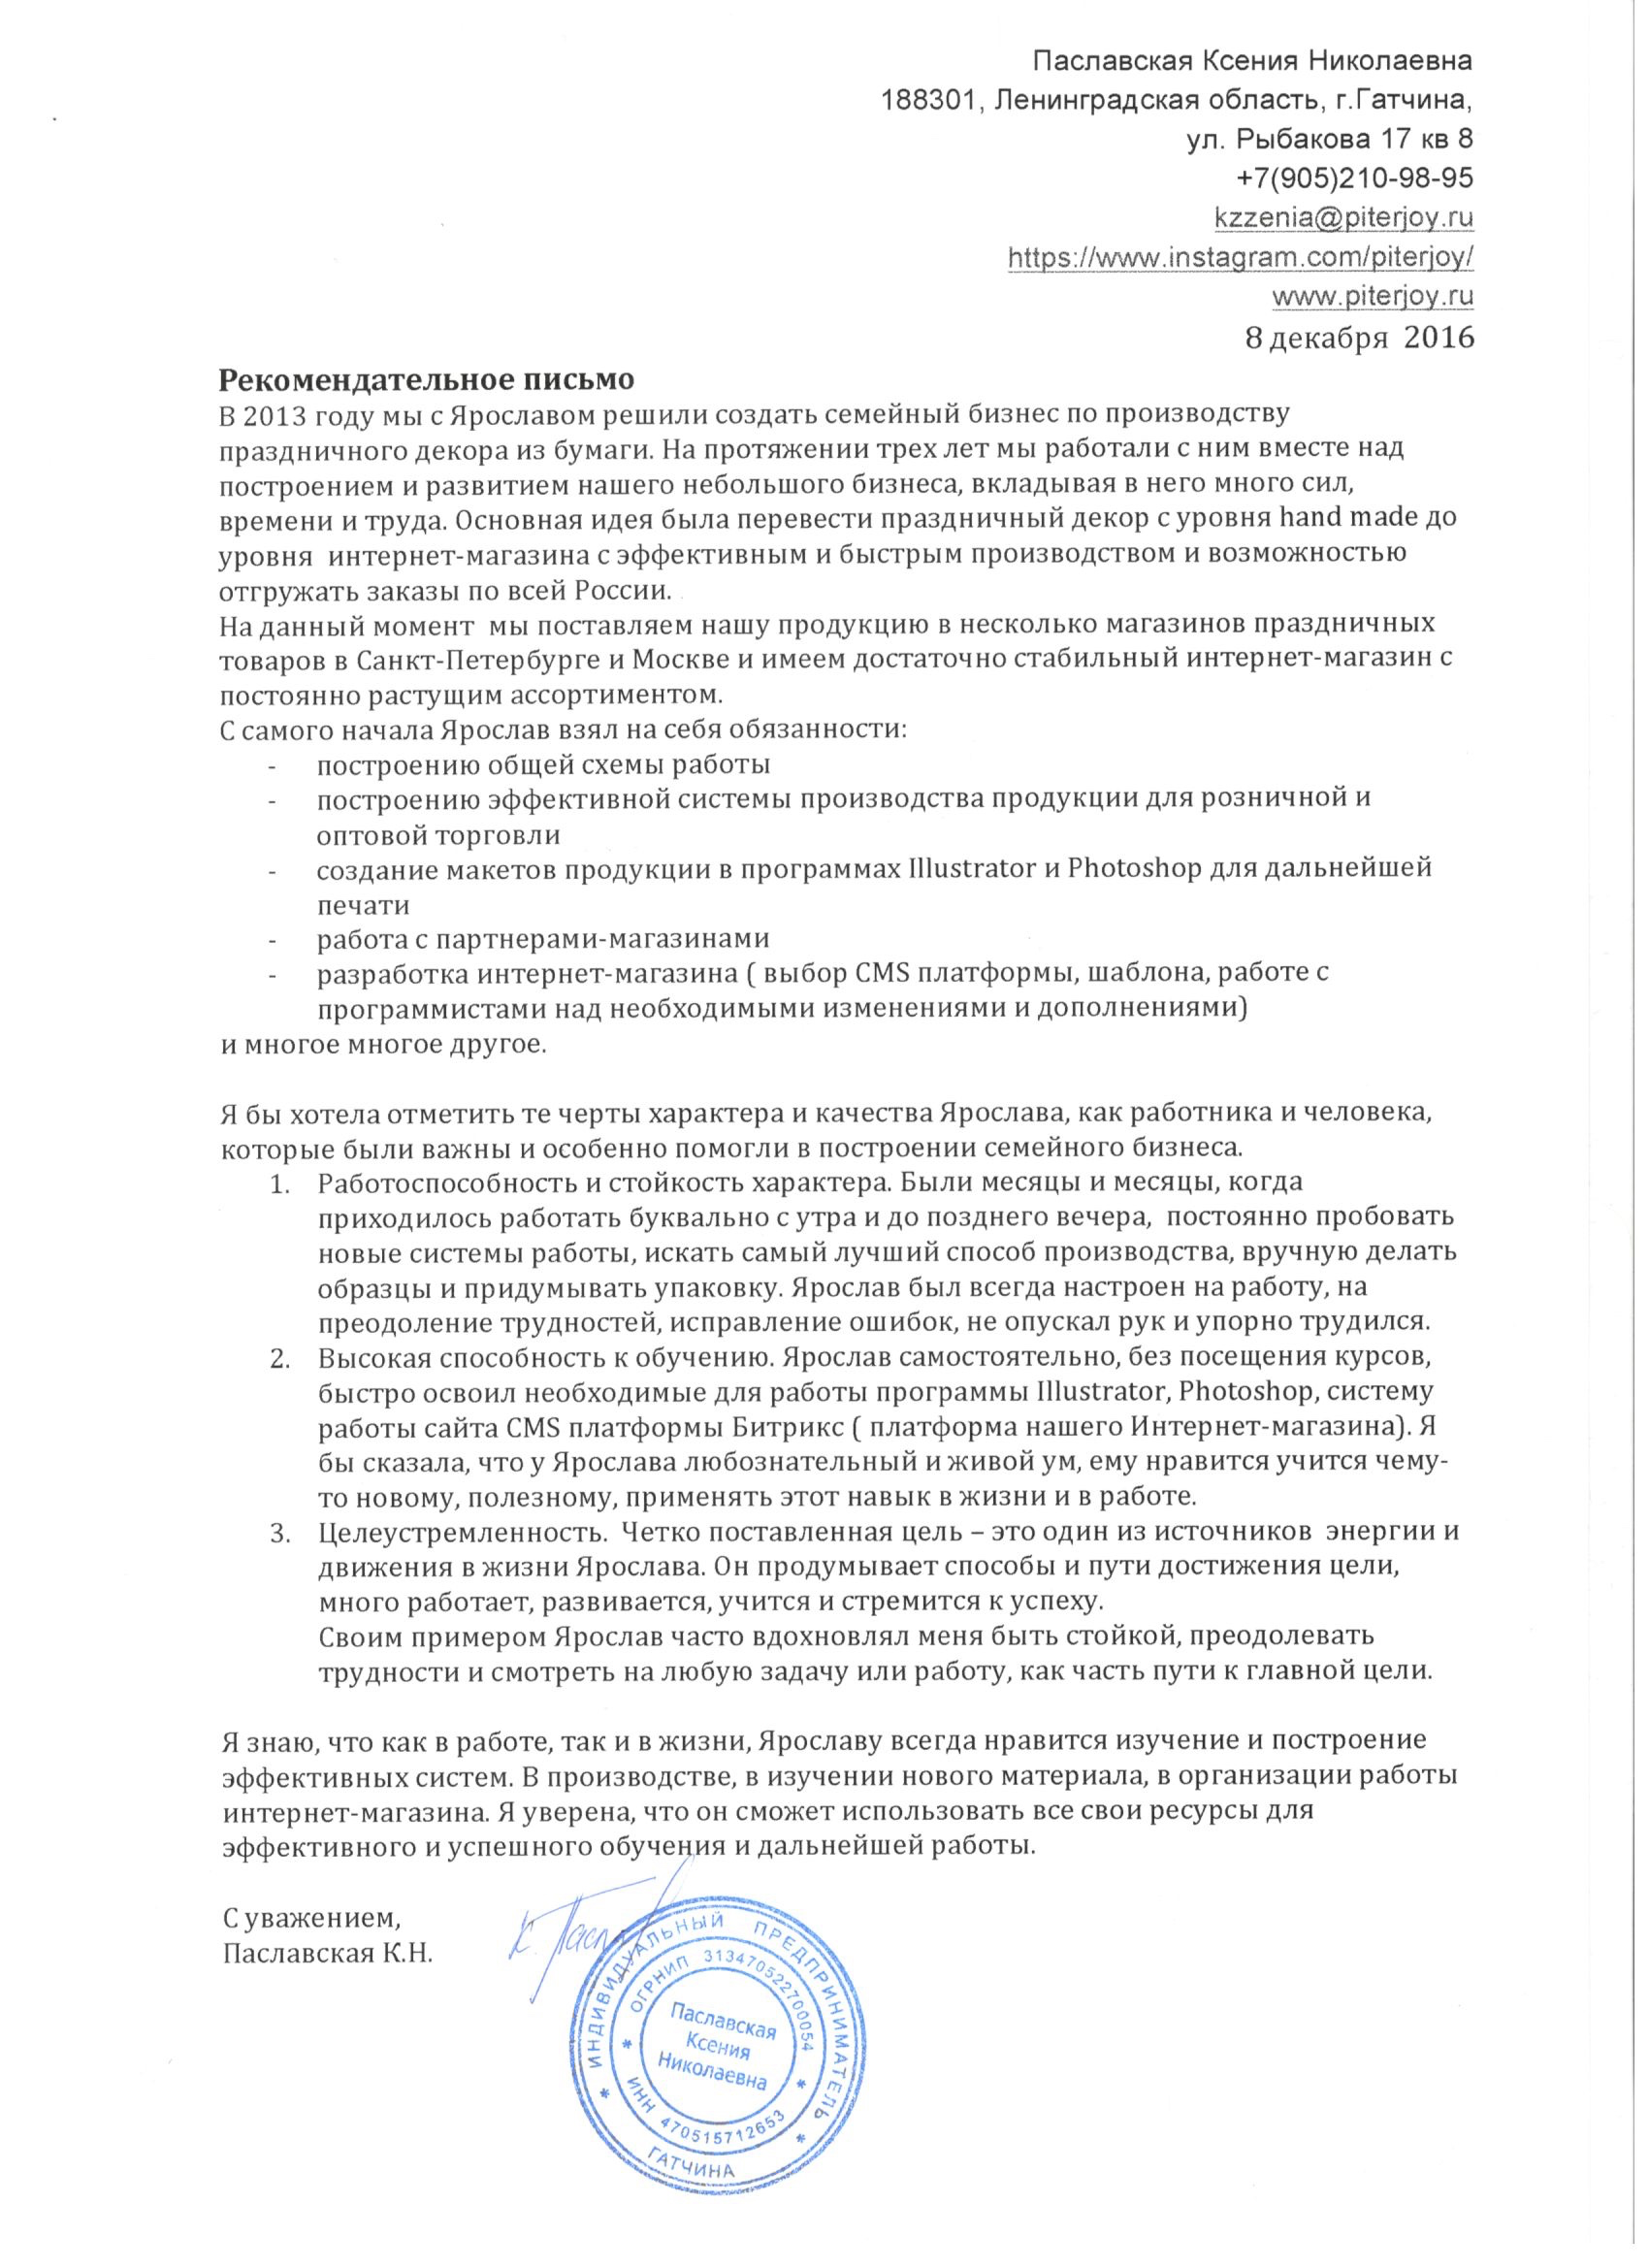 Паславская Ксения Николаевна
188301, Ленинградская область, г.Гатчина,
ул. Рыбакова 17 кв 8
+7(905)210-98-95
kzzenia@piterjoy.ru
https://www.instagram.com/piterjoy/
www.piterjoy.ru
8 декабря 2016
Рекомендательное письмо
В 2013 году мы с Ярославом решили создать семейный бизнес по производству
праздничного декора из бумаги. На протяжении трех лет мы работали с ним вместе над
построением и развитием нашего небольшого бизнеса, вкладывая в него много сил,
времени и труда. Основная идея была перевести праздничный декор с уровня hand made до
уровня интернет-магазина с эффективным и быстрым производством и возможностью
отгружать заказы по всей России.
На данный момент мы поставляем нашу продукцию в несколько магазинов праздничных
товаров в Санкт-Петербурге и Москве и имеем достаточно стабильный интернет-магазин с
постоянно растущим ассортиментом.
С самого начала Ярослав взял на себя обязанности:
- построению общей схемы работы
- построению эффективной системы производства продукции для розничной и
оптовой торговли
- создание макетов продукции в программах Illustrator и Photoshop для дальнейшей
печати
- работа с партнерами-магазинами
- разработка интернет-магазина ( выбор CMS платформы, шаблона, работе с
программистами над необходимыми изменениями и дополнениями)
и многое многое другое.
Я бы хотела отметить те черты характера и качества Ярослава, как работника и человека,
которые были важны и особенно помогли в построении семейного бизнеса.
1. Работоспособность и стойкость характера. Были месяцы и месяцы, когда
приходилось работать буквально с утра и до позднего вечера, постоянно пробовать
новые системы работы, искать самый лучший способ производства, вручную делать
образцы и придумывать упаковку. Ярослав был всегда настроен на работу, на
преодоление трудностей, исправление ошибок, не опускал рук и упорно трудился.
2. Высокая способность к обучению. Ярослав самостоятельно, без посещения курсов,
быстро освоил необходимые для работы программы Illustrator, Photoshop, систему
работы сайта CMS платформы Битрикс ( платформа нашего Интернет-магазина). Я
бы сказала, что у Ярослава любознательный и живой ум, ему нравится учится чему-
то новому, полезному, применять этот навык в жизни и в работе.
3. Целеустремленность. Четко поставленная цель – это один из источников энергии и
движения в жизни Ярослава. Он продумывает способы и пути достижения цели,
много работает, развивается, учится и стремится к успеху.
Своим примером Ярослав часто вдохновлял меня быть стойкой, преодолевать
трудности и смотреть на любую задачу или работу, как часть пути к главной цели.
Я знаю, что как в работе, так и в жизни, Ярославу всегда нравится изучение и построение
эффективных систем. В производстве, в изучении нового материала, в организации работы
интернет-магазина. Я уверена, что он сможет использовать все свои ресурсы для
эффективного и успешного обучения и дальнейшей работы.
С уважением,
Паславская К.Н.
ИНДИВИДУАЛЬНЫЙ ПРЕДПРИНИМАТЕЛЬ
ОГРНИП 313470522700054
Паславская
Ксения
Николаевна
ИНН 470515712653
ГАТЧИНА